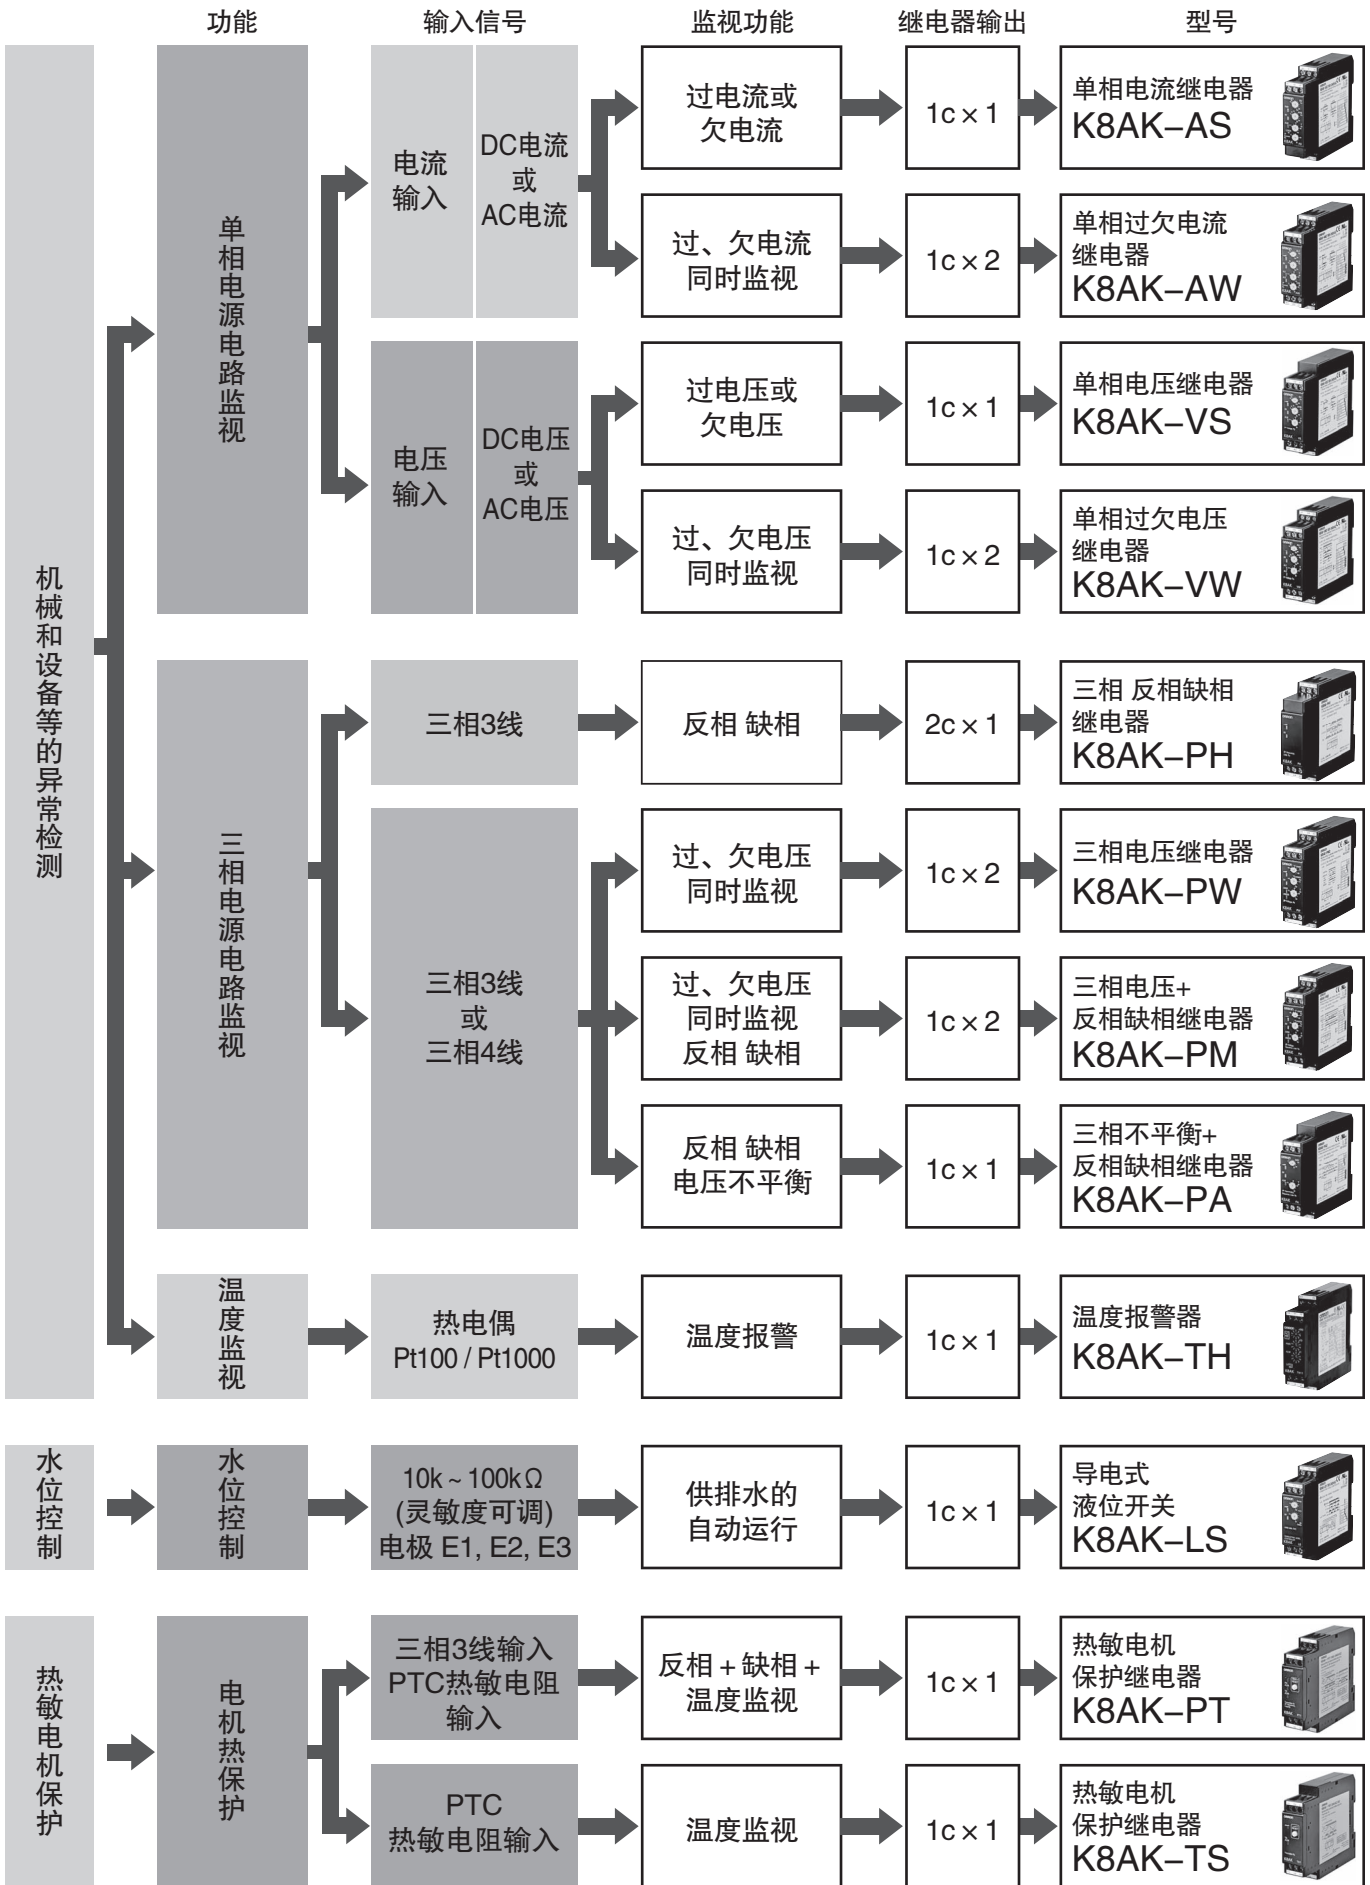 功能
输入信号
监视功能
继电器输出
型号
机械和设备等的异常检测
单相电源电路监视
电流
输入
DC电流
或
AC电流
过电流或
欠电流
1c × 1
单相电流继电器
K8AK–AS
过、欠电流
同时监视
1c × 2
单相过欠电流
继电器
K8AK–AW
电压
输入
DC电压
或
AC电压
过电压或
欠电压
1c × 1
单相电压继电器
K8AK–VS
过、欠电压
同时监视
1c × 2
单相过欠电压
继电器
K8AK–VW
三相电源电路监视
三相3线
反相 缺相
2c × 1
三相 反相缺相
继电器
K8AK–PH
三相3线
或
三相4线
过、欠电压
同时监视
1c × 2
三相电压继电器
K8AK–PW
过、欠电压
同时监视
反相 缺相
1c × 2
三相电压+
反相缺相继电器
K8AK–PM
反相 缺相
电压不平衡
1c × 1
三相不平衡+
反相缺相继电器
K8AK–PA
温度监视
热电偶
Pt100 / Pt1000
温度报警
1c × 1
温度报警器
K8AK–TH
水位控制
水位控制
10k ~ 100kΩ
(灵敏度可调)
电极 E1, E2, E3
供排水的
自动运行
1c × 1
导电式
液位开关
K8AK–LS
热敏电机保护
电机热保护
三相3线输入
PTC热敏电阻
输入
反相 + 缺相 +
温度监视
1c × 1
热敏电机
保护继电器
K8AK–PT
PTC
热敏电阻输入
温度监视
1c × 1
热敏电机
保护继电器
K8AK–TS